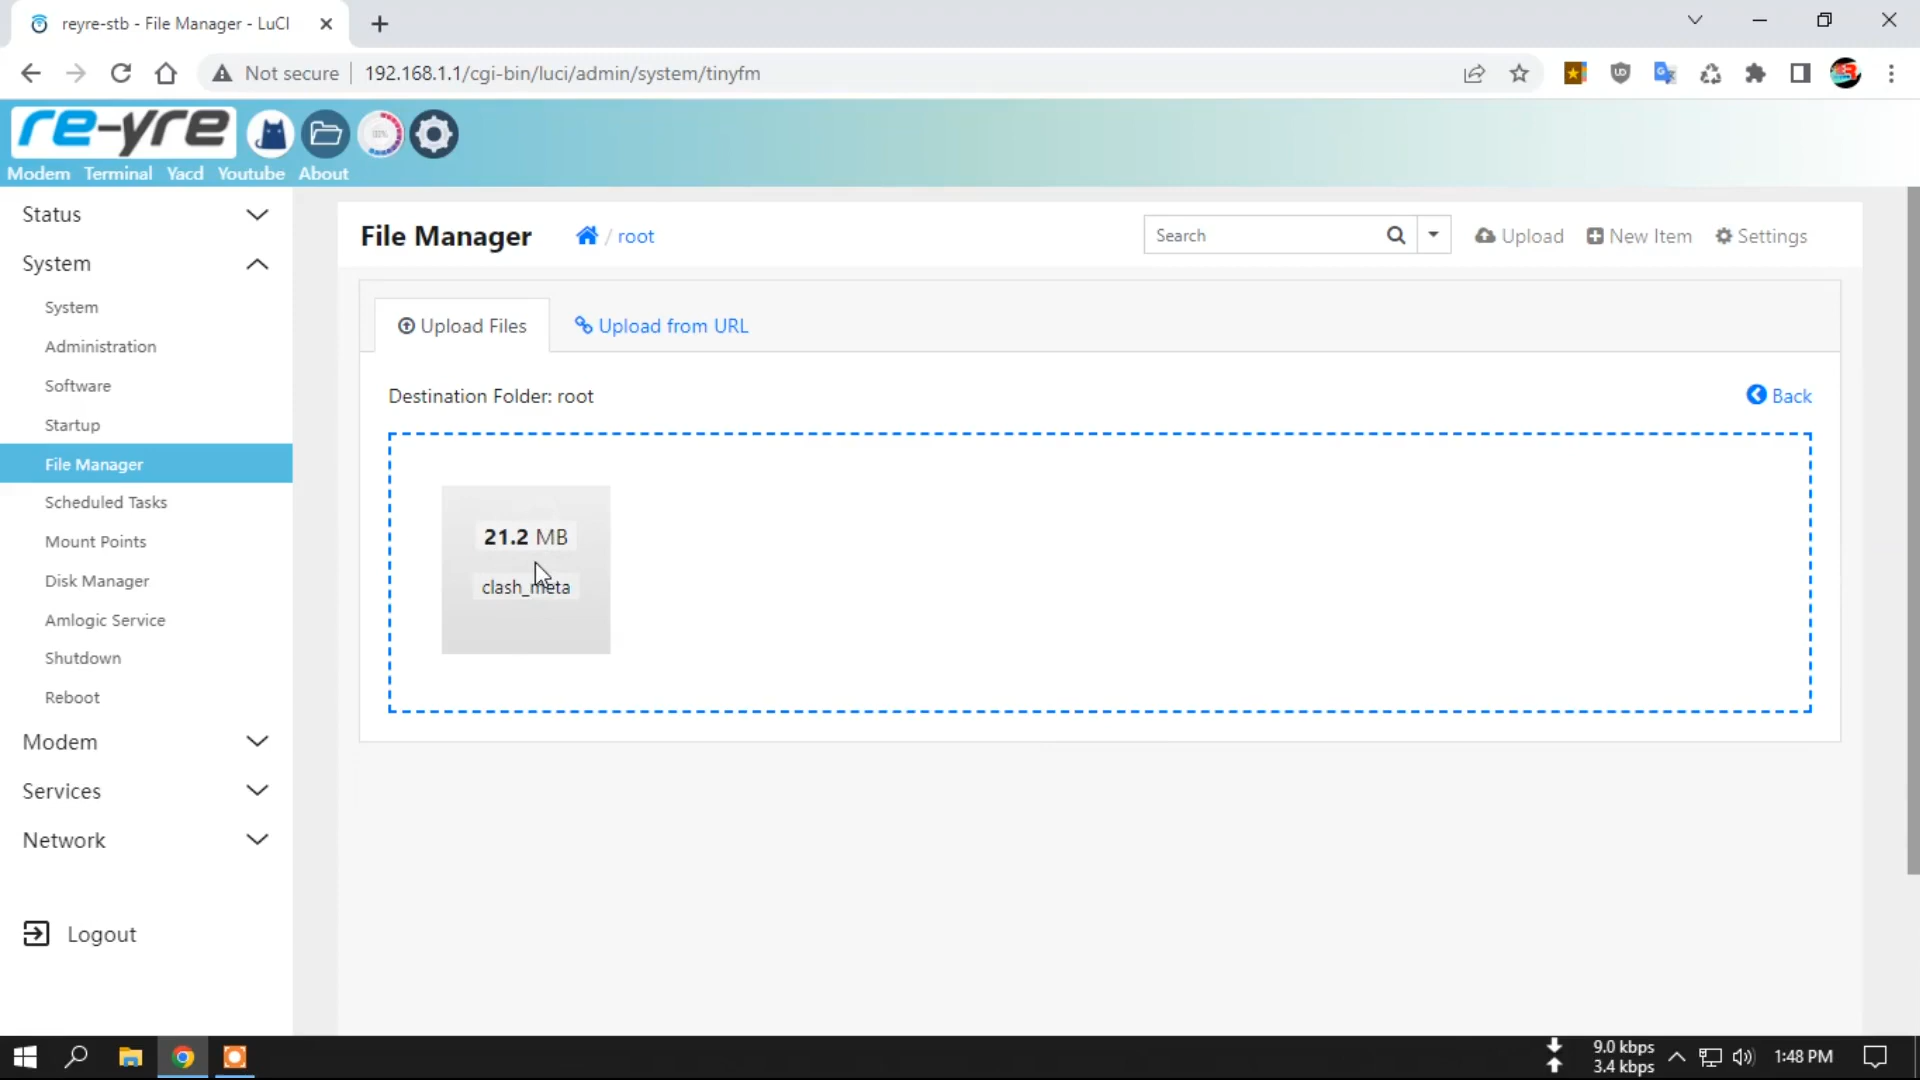 reyre-stb - File Manager - LuCI
Not secure
192.168.1.1/cgi-bin/luci/admin/system/tinyfm
re-yre
Modem Terminal Yacd Youtube About
Status
System
System
Administration
Software
Startup
File Manager
Scheduled Tasks
Mount Points
Disk Manager
Amlogic Service
Shutdown
Reboot
Modem
Services
Network
Logout
File Manager
/ root
Search
Upload
New Item
Settings
Upload Files
Upload from URL
Destination Folder: root
Back
21.2 MB
clash_meta
9.0 kbps
3.4 kbps
1:48 PM